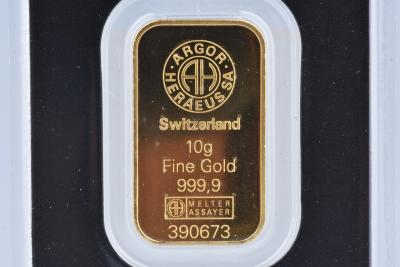 ARGOR
HERAEUS SA
AH
Switzerland
10g
Fine Gold
999,9
AH MELTER
ASSAYER
390673